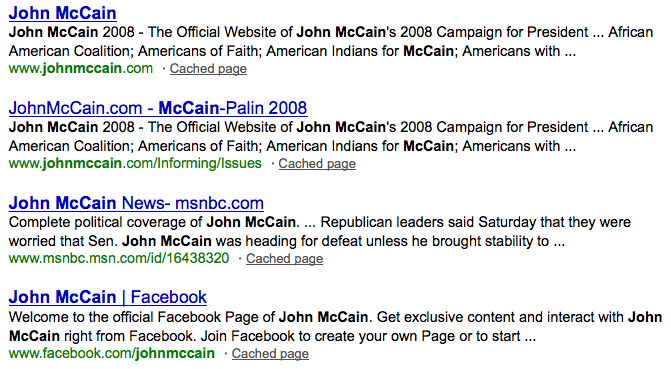 John McCain
John McCain 2008 - The Official Website of John McCain's 2008 Campaign for President ... African
American Coalition; Americans of Faith; American Indians for McCain; Americans with ...
www.johnmccain.com · Cached page
JohnMcCain.com - McCain-Palin 2008
John McCain 2008 - The Official Website of John McCain's 2008 Campaign for President ... African
American Coalition; Americans of Faith; American Indians for McCain; Americans with ...
www.johnmccain.com/Informing/Issues · Cached page
John McCain News- msnbc.com
Complete political coverage of John McCain. ... Republican leaders said Saturday that they were
worried that Sen. John McCain was heading for defeat unless he brought stability to ...
www.msnbc.msn.com/id/16438320 · Cached page
John McCain | Facebook
Welcome to the official Facebook Page of John McCain. Get exclusive content and interact with John
McCain right from Facebook. Join Facebook to create your own Page or to start ...
www.facebook.com/johnmccain · Cached page